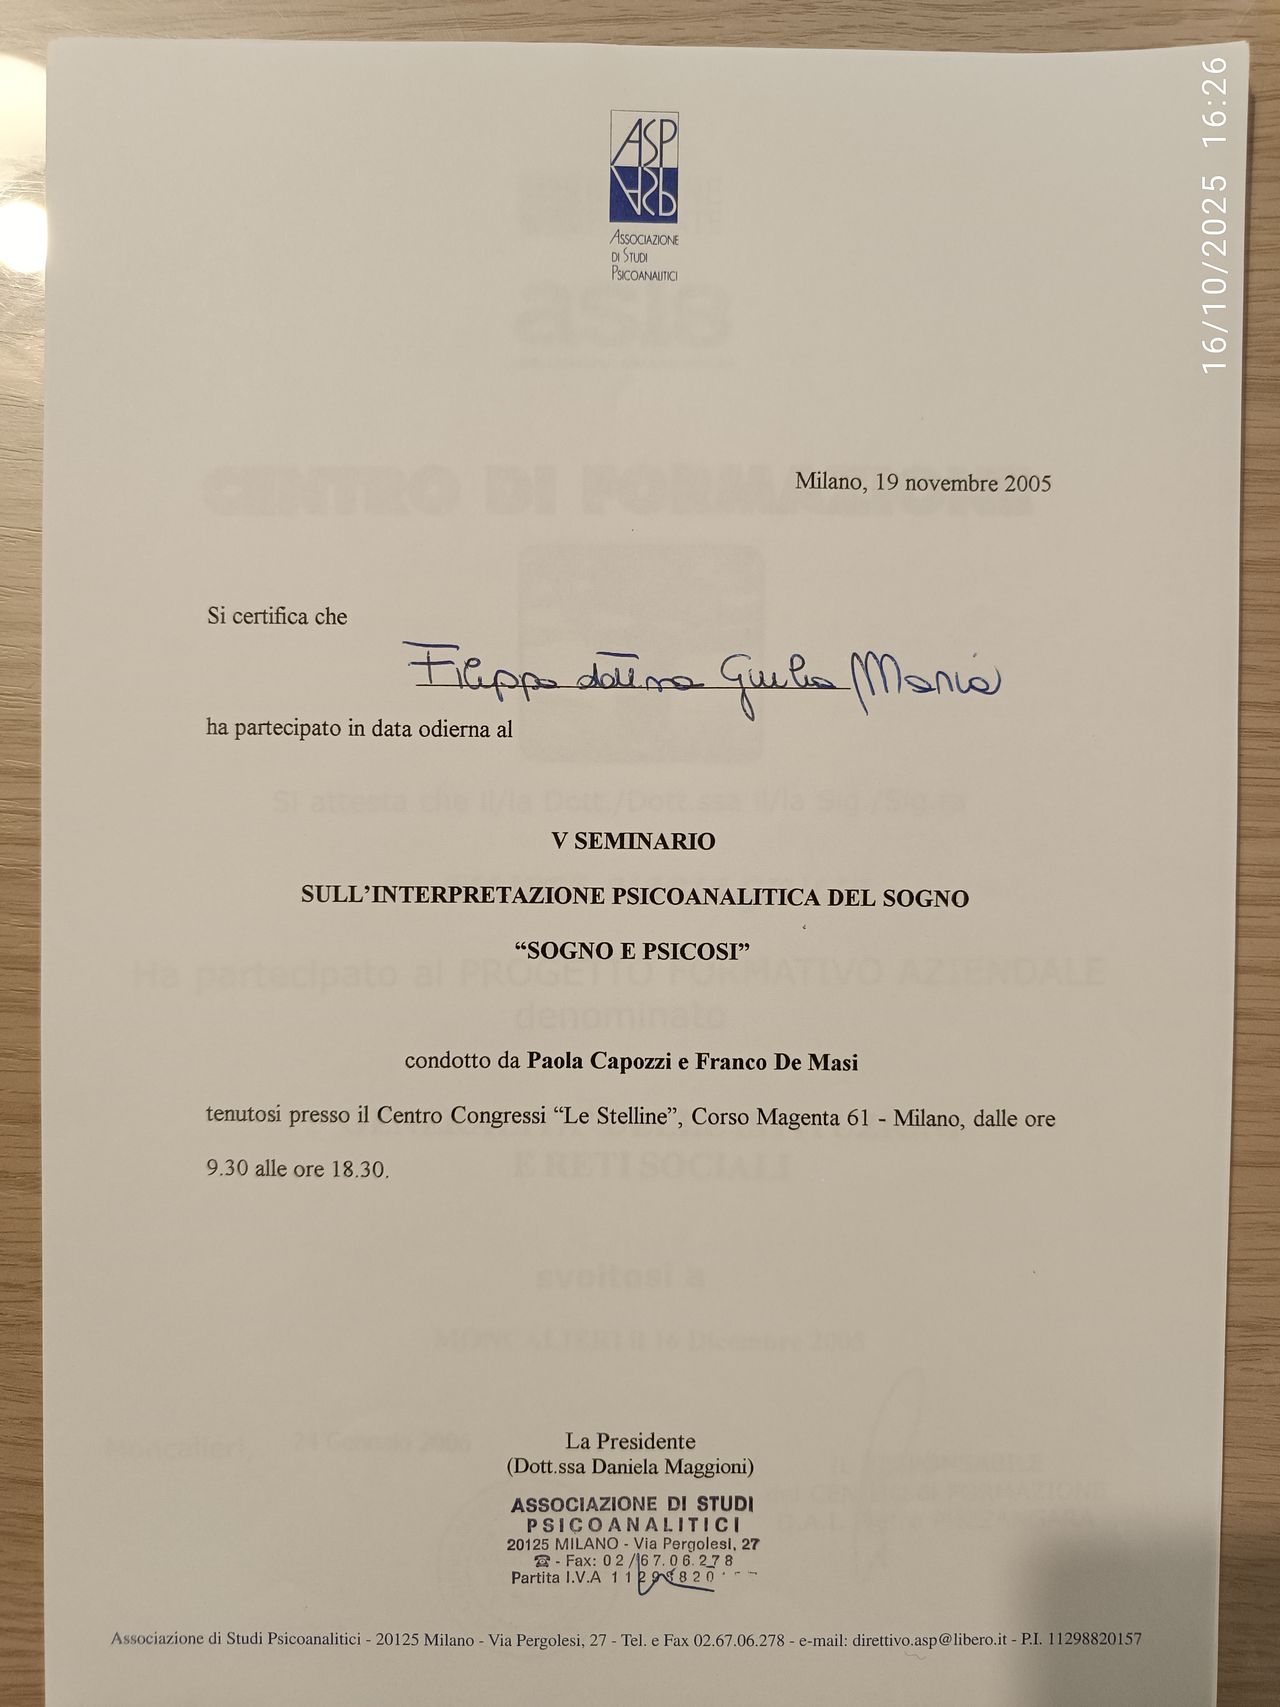 ASP
ASP
ASSOCIAZIONE
DI STUDI
PSICOANALITICI
16/10/2025 16:26
Milano, 19 novembre 2005
Si certifica che
Filippa Giulia Maria
ha partecipato in data odierna al
V SEMINARIO
SULL’INTERPRETAZIONE PSICOANALITICA DEL SOGNO
“SOGNO E PSICOSI”
condotto da Paola Capozzi e Franco De Masi
tenutosi presso il Centro Congressi “Le Stelline”, Corso Magenta 61 - Milano, dalle ore
9.30 alle ore 18.30.
La Presidente
(Dott.ssa Daniela Maggioni)
ASSOCIAZIONE DI STUDI
PSICOANALITICI
20125 MILANO - Via Pergolesi, 27
☎ - Fax: 02/67.06.278
Partita I.V.A
Associazione di Studi Psicoanalitici - 20125 Milano - Via Pergolesi, 27 - Tel. e Fax 02.67.06.278 - e-mail: direttivo.asp@libero.it - P.I. 11298820157